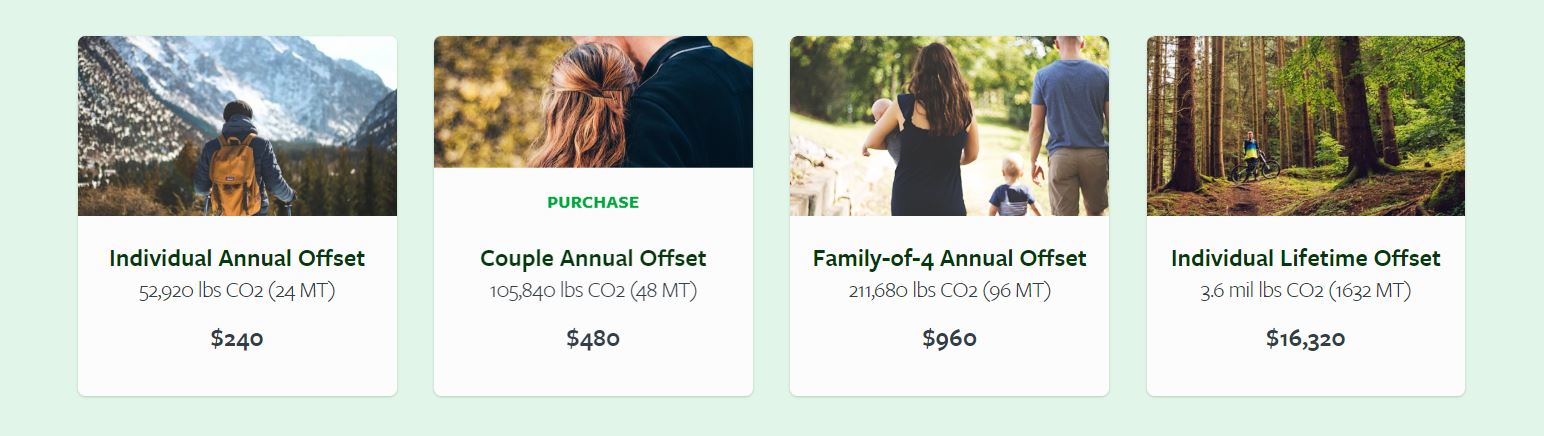 PURCHASE
Individual Annual Offset
52,920 lbs CO2 (24 MT)
$240
Couple Annual Offset
105,840 lbs CO2 (48 MT)
$480
Family-of-4 Annual Offset
211,680 lbs CO2 (96 MT)
$960
Individual Lifetime Offset
3.6 mil lbs CO2 (1632 MT)
$16,320